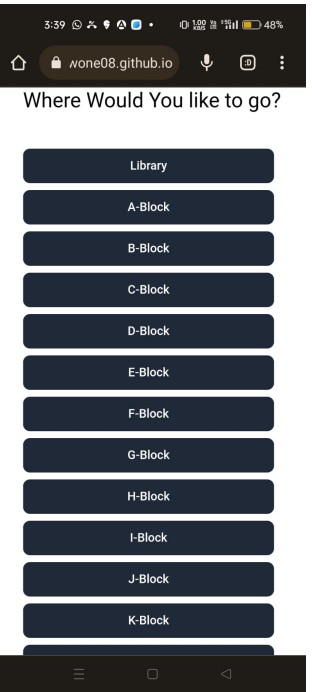 3:39 48%
wone08.github.io :D
Where Would You like to go?
Library
A-Block
B-Block
C-Block
D-Block
E-Block
F-Block
G-Block
H-Block
I-Block
J-Block
K-Block